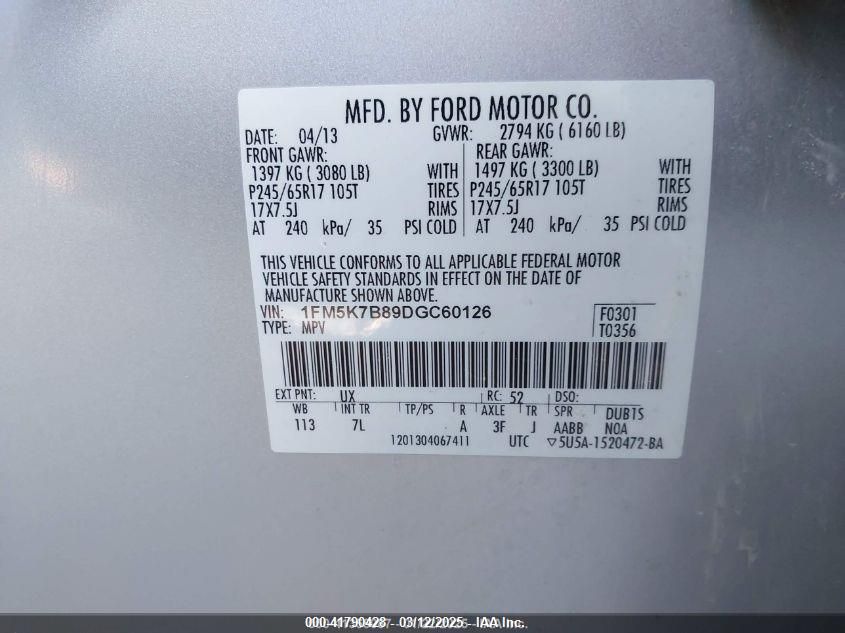 MFD. BY FORD MOTOR CO.
DATE: 04/13 GVWR: 2794 KG ( 6160 LB)
FRONT GAWR: REAR GAWR:
1397 KG ( 3080 LB) WITH 1497 KG ( 3300 LB) WITH
P245/65R17 105T TIRES P245/65R17 105T TIRES
17X7.5J RIMS 17X7.5J RIMS
AT 240 kPa/ 35 PSI COLD AT 240 kPa/ 35 PSI COLD
THIS VEHICLE CONFORMS TO ALL APPLICABLE FEDERAL MOTOR
VEHICLE SAFETY STANDARDS IN EFFECT ON THE DATE OF
MANUFACTURE SHOWN ABOVE.
VIN: 1FM5K7B89DGC60126 F0301
TYPE: MPV T0356
EXT PNT: UX RC: 52 DSO:
WB INT TR TP/PS R AXLE TR SPR DUB1S
113 7L A 3F J AABB N0A
1201304067411 UTC ▽5U5A-1520472-BA
000-41790428 - 03/12/2025 - IAA Inc.